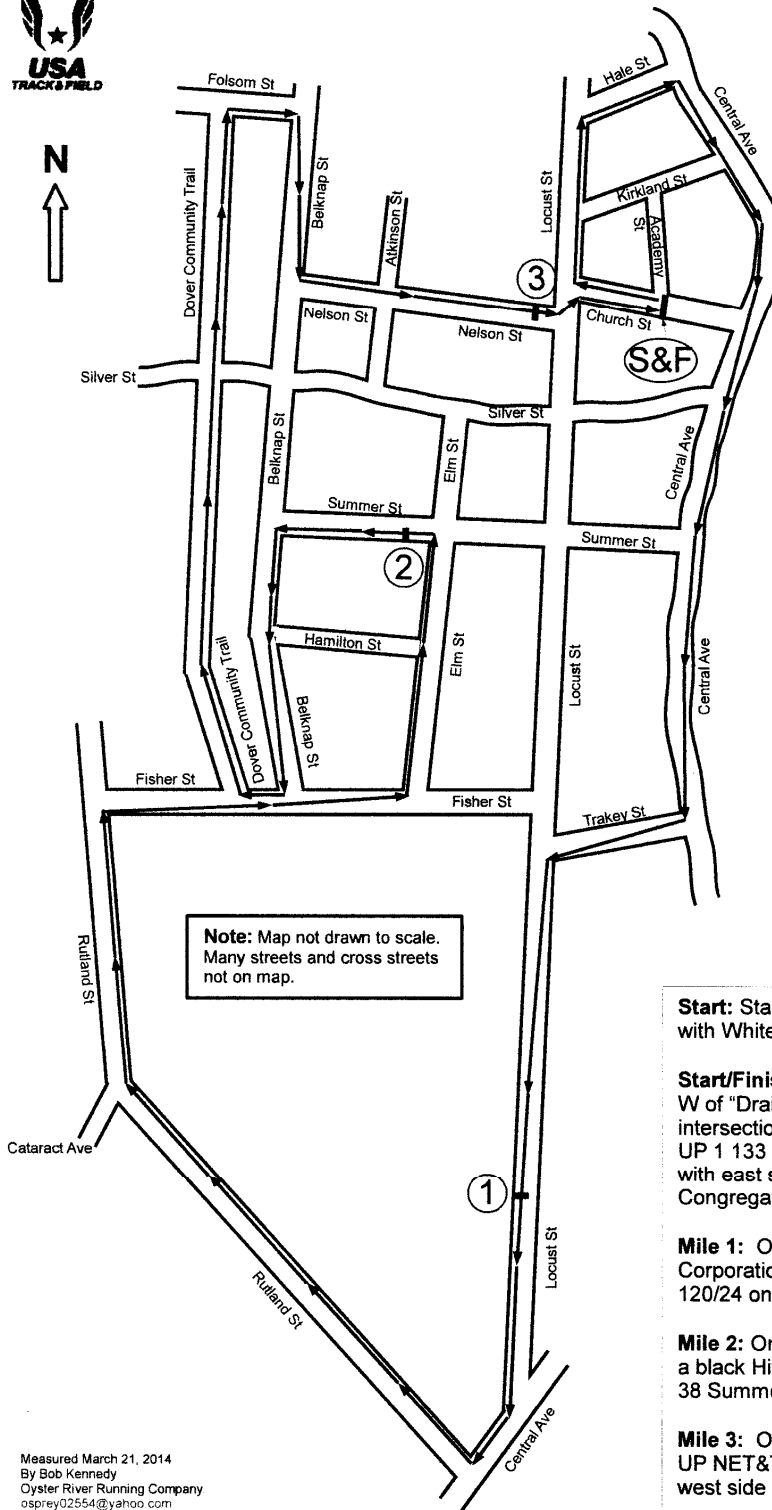 USA
TRACK & FIELD
N
Folsom St
Hale St
Central Ave
Dover Community Trail
Belknap St
Atkinson St
Locust St
Kirkland St
Academy St
3
Nelson St
Nelson St
Church St
S&F
Silver St
Silver St
Belknap St
Elm St
Central Ave
Summer St
Summer St
2
Hamilton St
Elm St
Locust St
Central Ave
Dover Community Trail
Belknap St
Fisher St
Fisher St
Trakey St
Note: Map not drawn to scale.
Many streets and cross streets
not on map.
Rutland St
Cataract Ave
1
Locust St
Rutland St
Central Ave
Start: Sta
with White
Start/Finis
W of "Drai
intersectio
UP 1 133
with east s
Congrega
Mile 1: O
Corporatio
120/24 on
Mile 2: On
a black Hi
38 Summe
Mile 3: O
UP NET&
west side
Measured March 21, 2014
By Bob Kennedy
Oyster River Running Company
osprey02554@yahoo.com